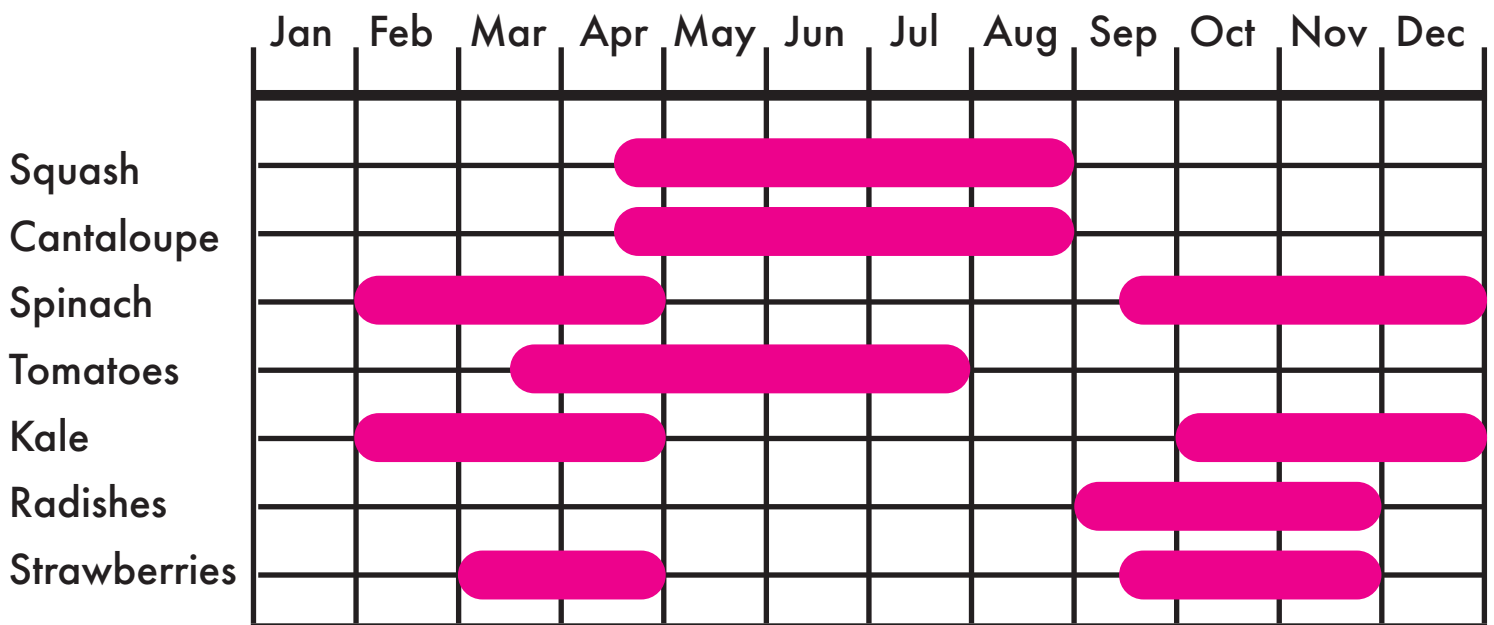 Jan Feb Mar Apr May Jun Jul Aug Sep Oct Nov Dec
Squash
Cantaloupe
Spinach
Tomatoes
Kale
Radishes
Strawberries